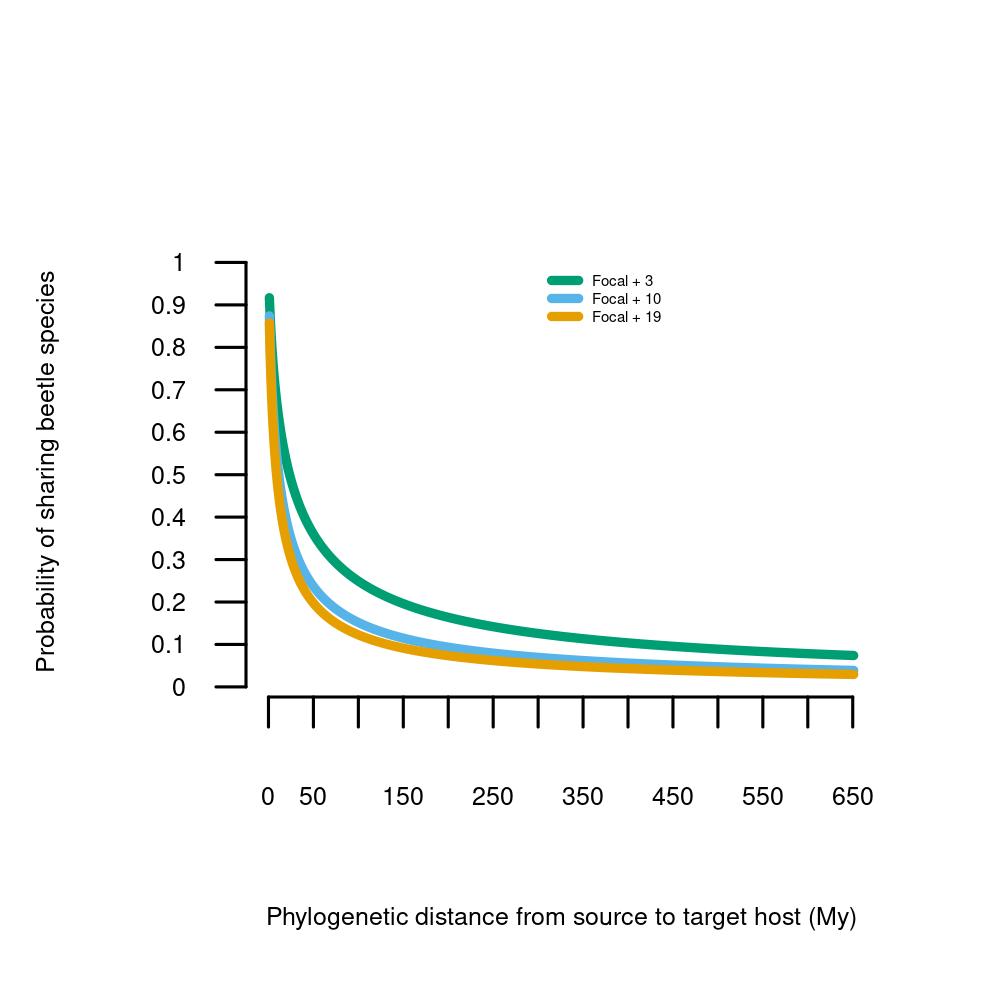 Probability of sharing beetle species
1
0.9
0.8
0.7
0.6
0.5
0.4
0.3
0.2
0.1
0
Focal + 3
Focal + 10
Focal + 19
0 50 150 250 350 450 550 650
Phylogenetic distance from source to target host (My)